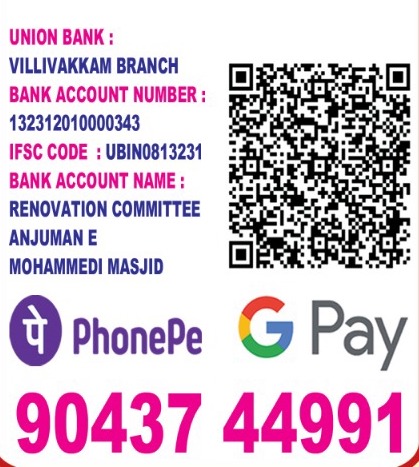 UNION BANK :
VILLIVAKKAM BRANCH
BANK ACCOUNT NUMBER :
132312010000343
IFSC CODE : UBIN0813231
BANK ACCOUNT NAME :
RENOVATION COMMITTEE
ANJUMAN E
MOHAMMEDI MASJID
पे PhonePe
G Pay
90437 44991